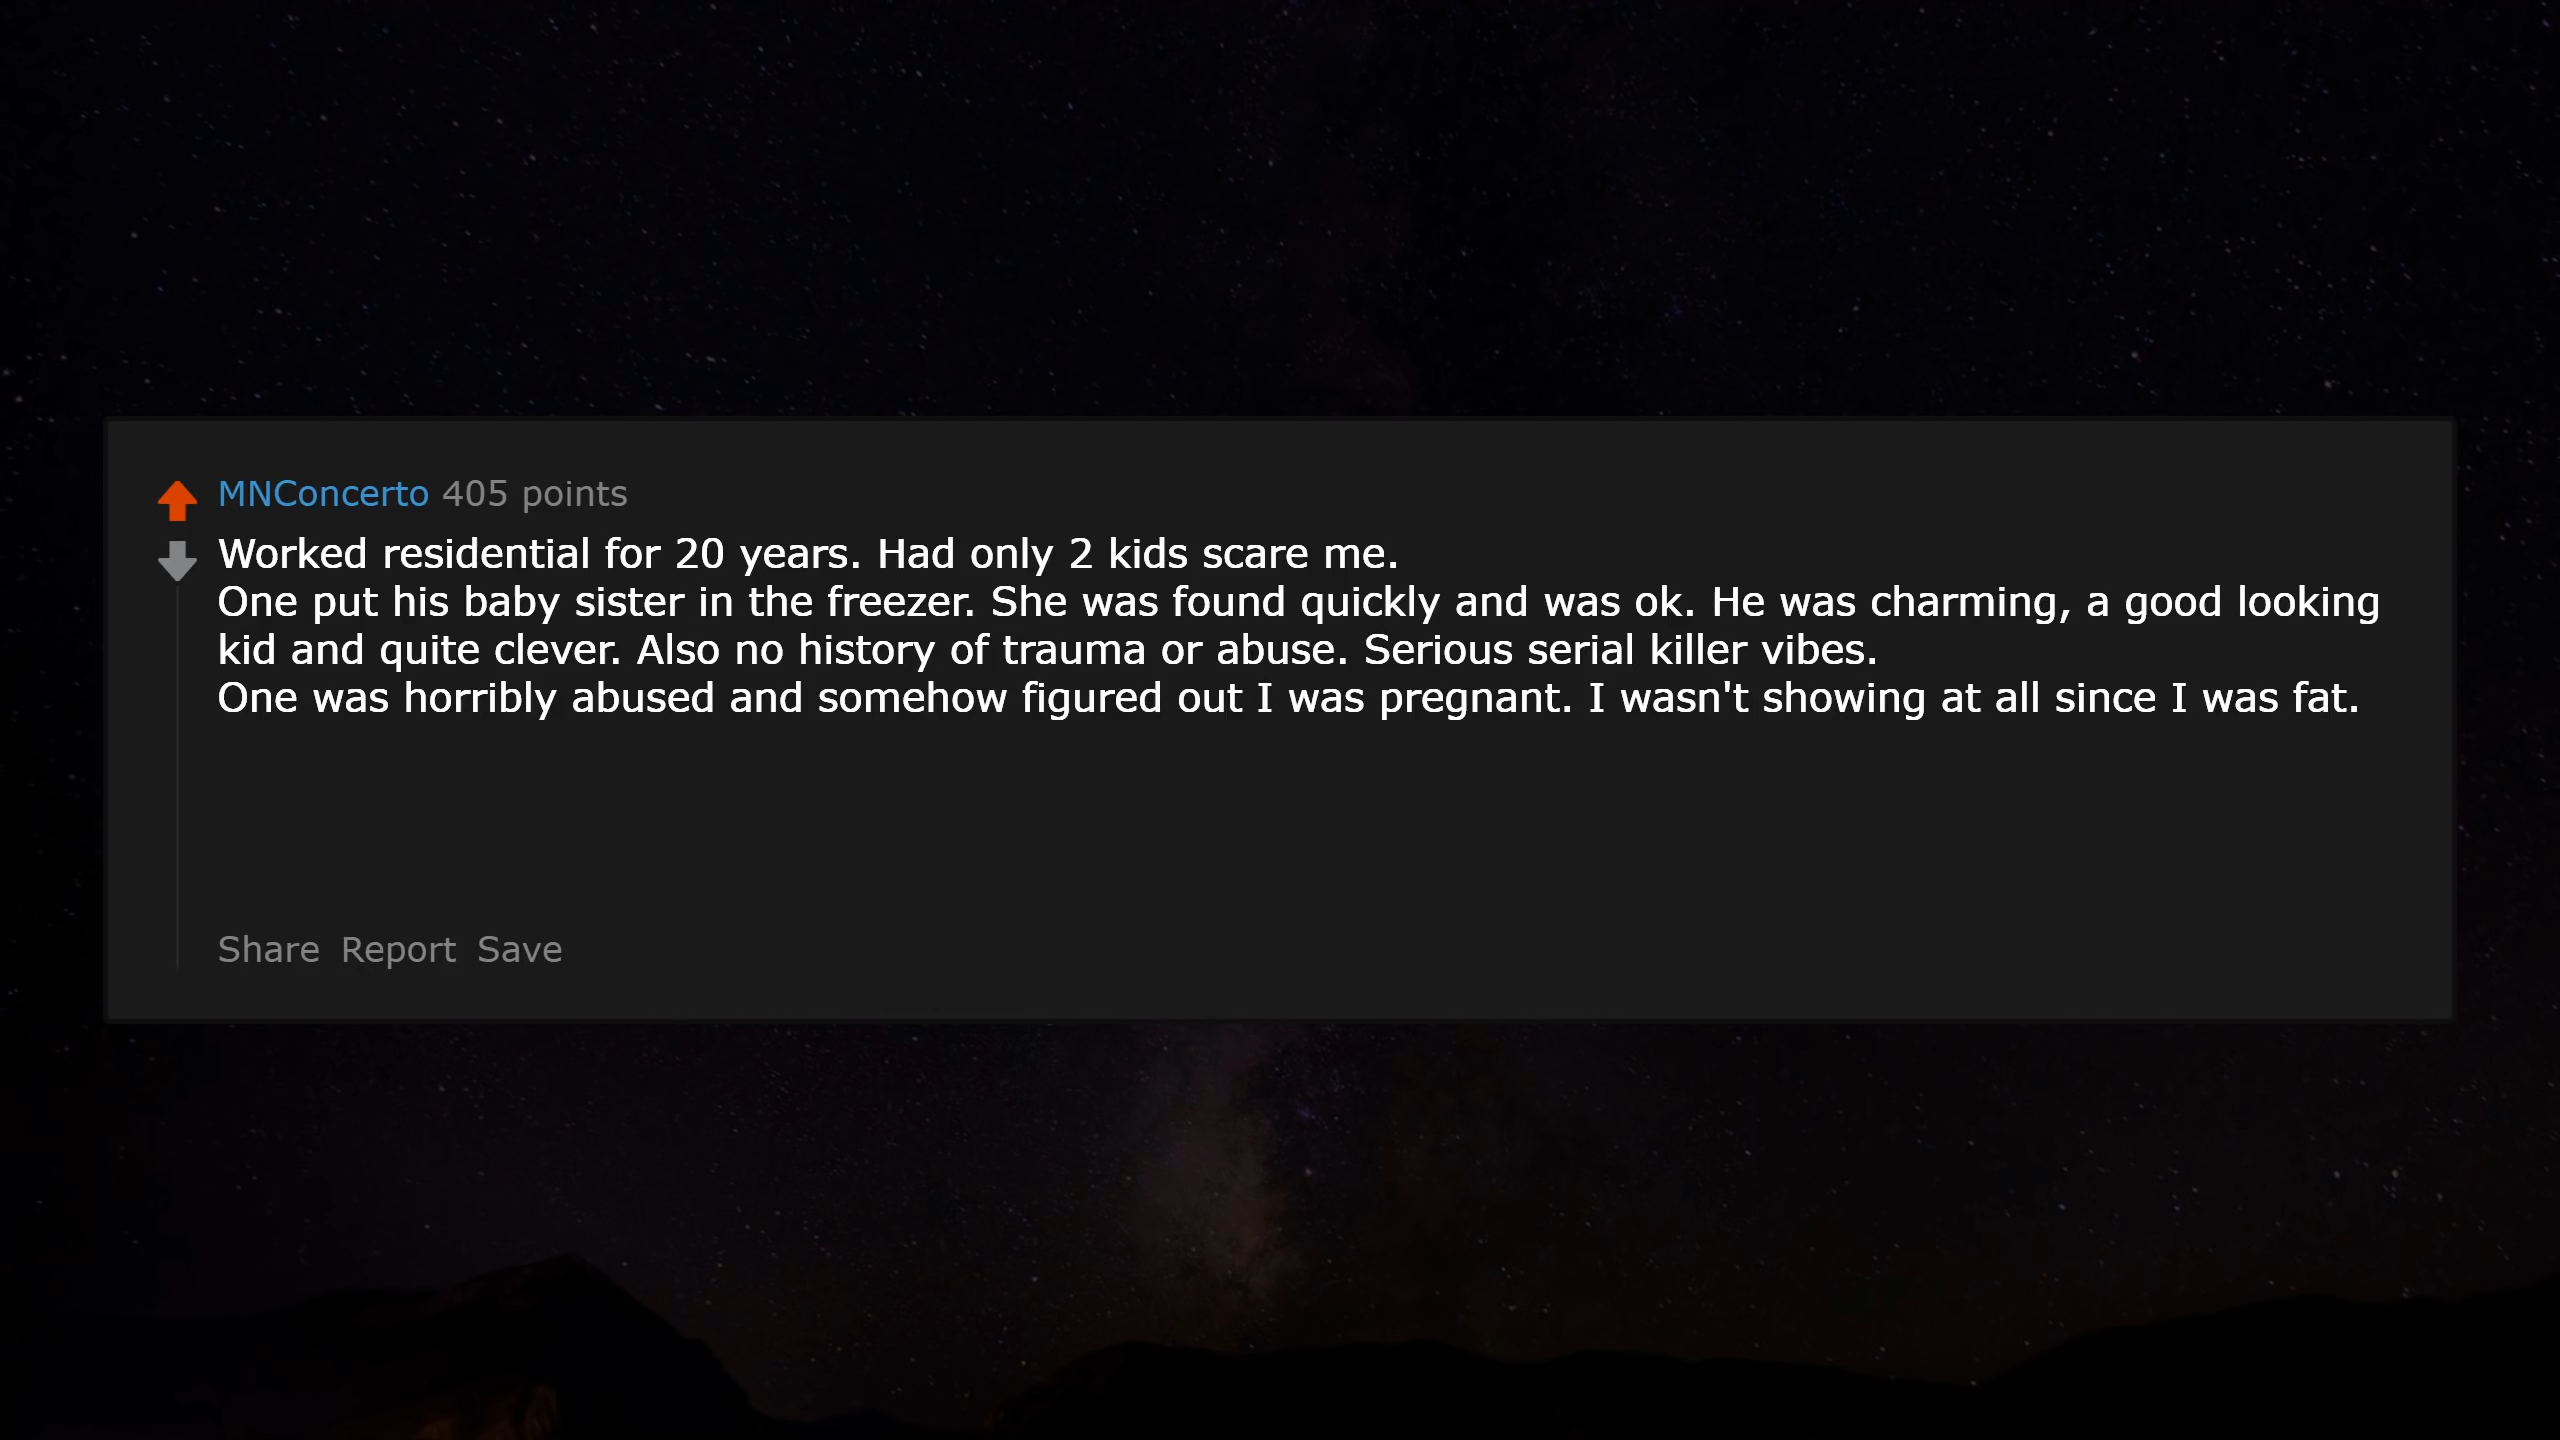 MNConcerto 405 points
Worked residential for 20 years. Had only 2 kids scare me.
One put his baby sister in the freezer. She was found quickly and was ok. He was charming, a good looking
kid and quite clever. Also no history of trauma or abuse. Serious serial killer vibes.
One was horribly abused and somehow figured out I was pregnant. I wasn't showing at all since I was fat.
Share Report Save